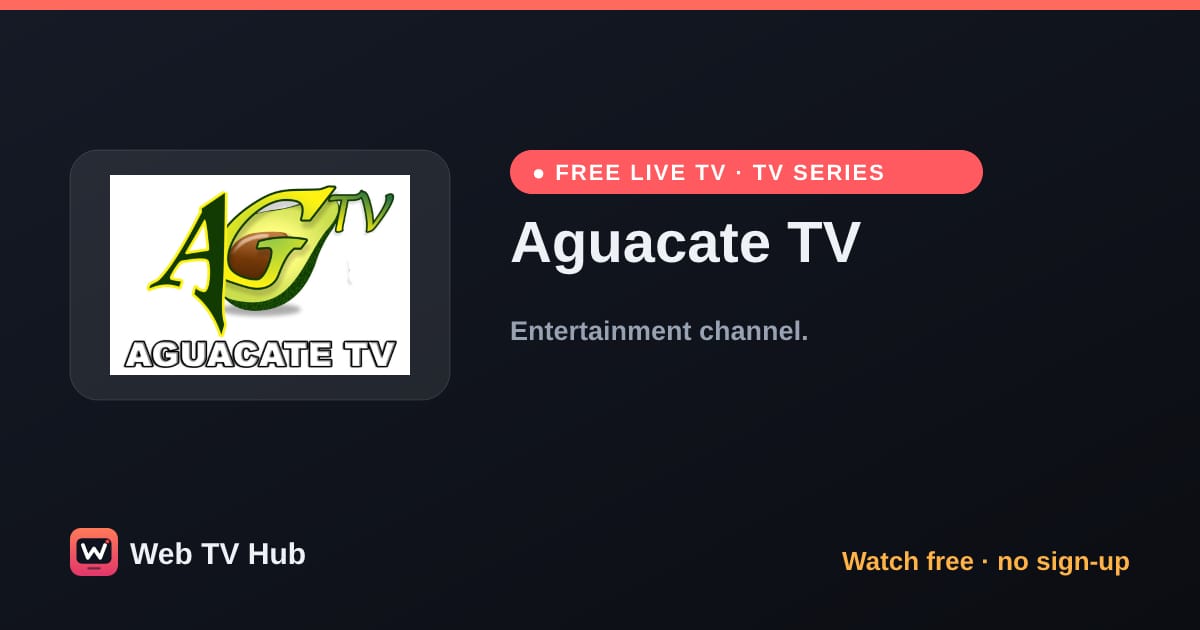 AG TV
AGUACATE TV
● FREE LIVE TV · TV SERIES
Aguacate TV
Entertainment channel.
W
Web TV Hub
Watch free · no sign-up